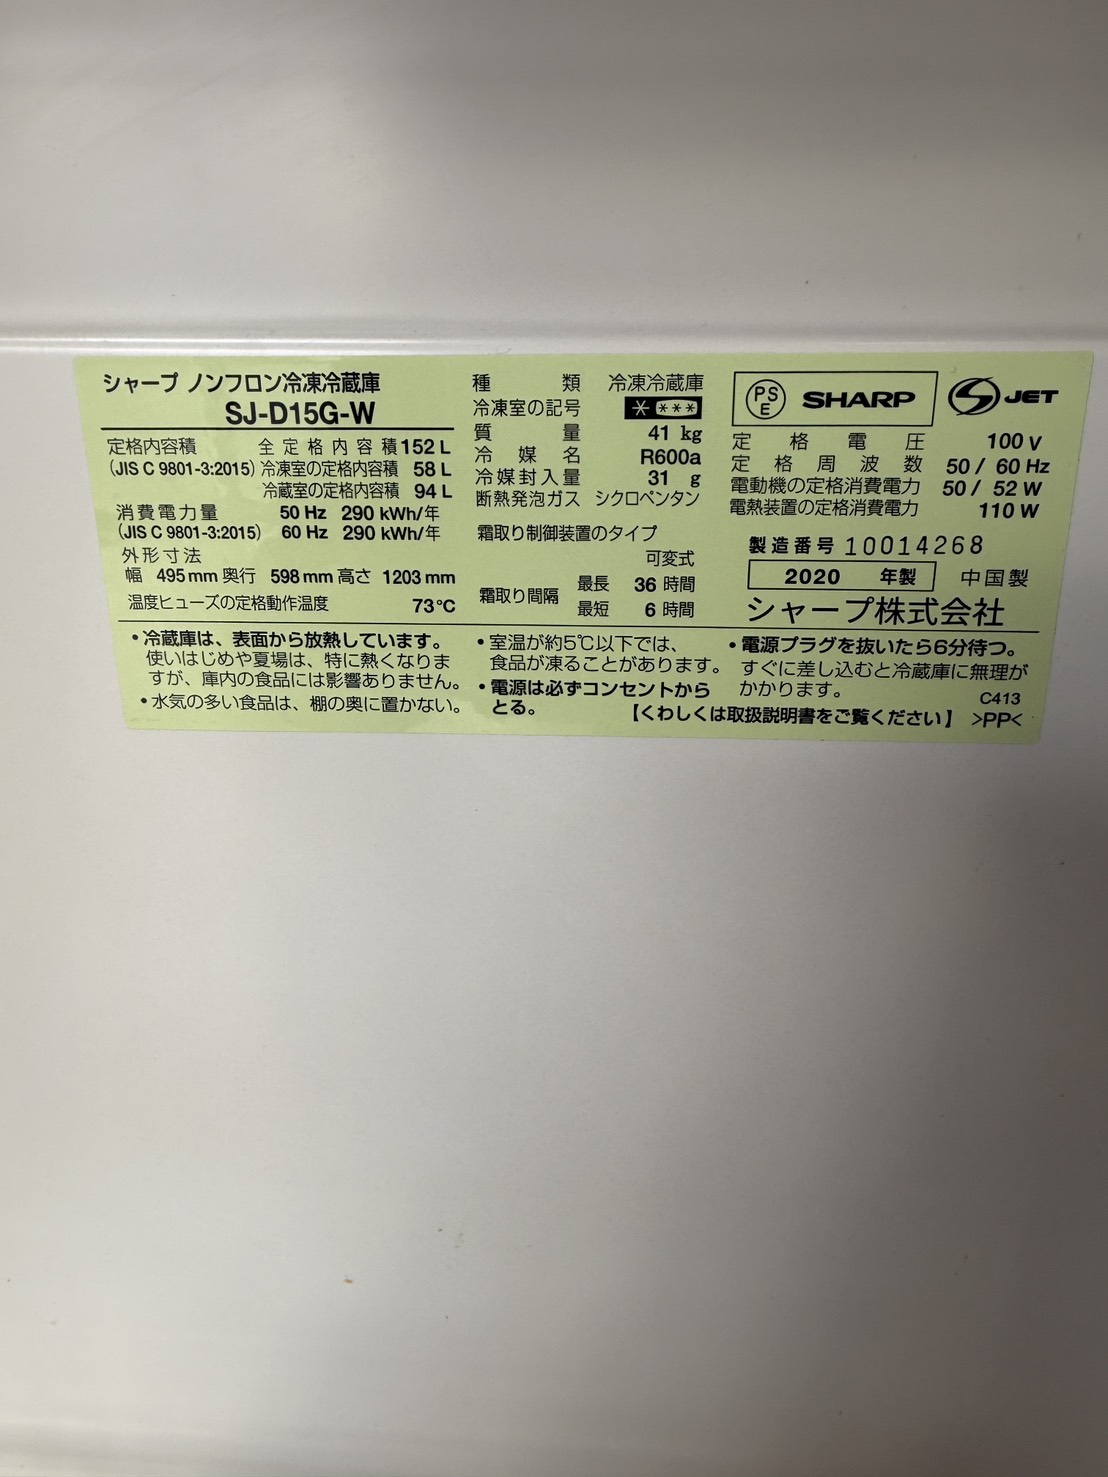 シャープ ノンフロン冷凍冷蔵庫
SJ-D15G-W
定格内容積 全定格内容積 152 L
(JIS C 9801-3:2015) 冷凍室の定格内容積 58 L
冷蔵室の定格内容積 94 L
消費電力量 50 Hz 290 kWh/年
(JIS C 9801-3:2015) 60 Hz 290 kWh/年
外形寸法
幅 495 mm 奥行 598 mm 高さ 1203 mm
温度ヒューズの定格動作温度 73℃
種類 冷凍冷蔵庫
冷凍室の記号 * ***
質量 41 kg
冷媒名 R600a
冷媒封入量 31 g
断熱発泡ガス シクロペンタン
霜取り制御装置のタイプ
可変式
霜取り間隔 最長 36 時間
最短 6 時間
PSE SHARP S JET
定格電圧 100 V
定格周波数 50 / 60 Hz
電動機の定格消費電力 50 / 52 W
電熱装置の定格消費電力 110 W
製造番号 10014268
2020 年製 中国製
シャープ株式会社
・冷蔵庫は、表面から放熱しています。
使いはじめや夏場は、特に熱くなりま
すが、庫内の食品には影響ありません。
・水気の多い食品は、棚の奥に置かない。
・室温が約5℃以下では、
食品が凍ることがあります。
・電源は必ずコンセントから
とる。
・電源プラグを抜いたら6分待つ。
すぐに差し込むと冷蔵庫に無理が
かかります。
C413
【くわしくは取扱説明書をご覧ください】 >PP<